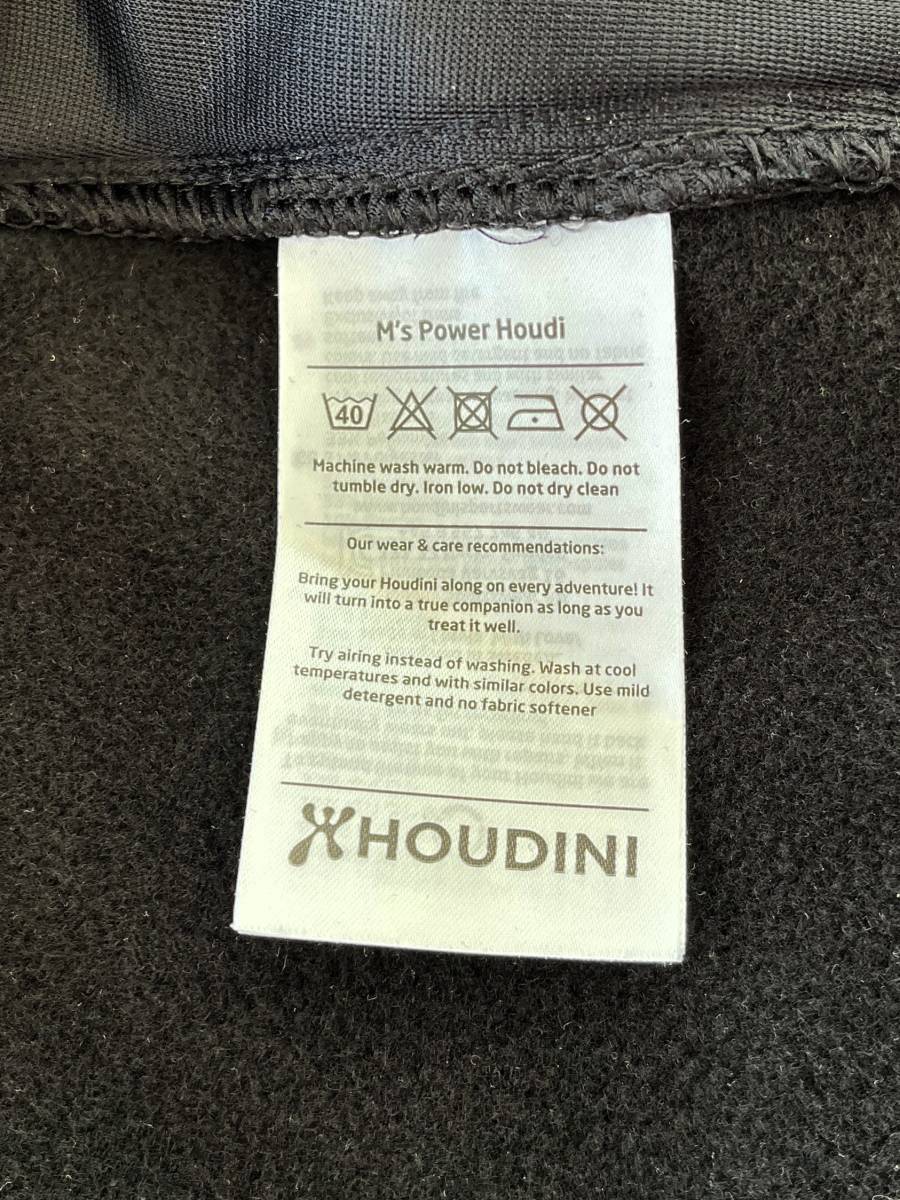 M's Power Houdi
40
Machine wash warm. Do not bleach. Do not
tumble dry. Iron low. Do not dry clean
Our wear & care recommendations:
Bring your Houdini along on every adventure! It
will turn into a true companion as long as you
treat it well.
Try airing instead of washing. Wash at cool
temperatures and with similar colors. Use mild
detergent and no fabric softener
HOUDINI